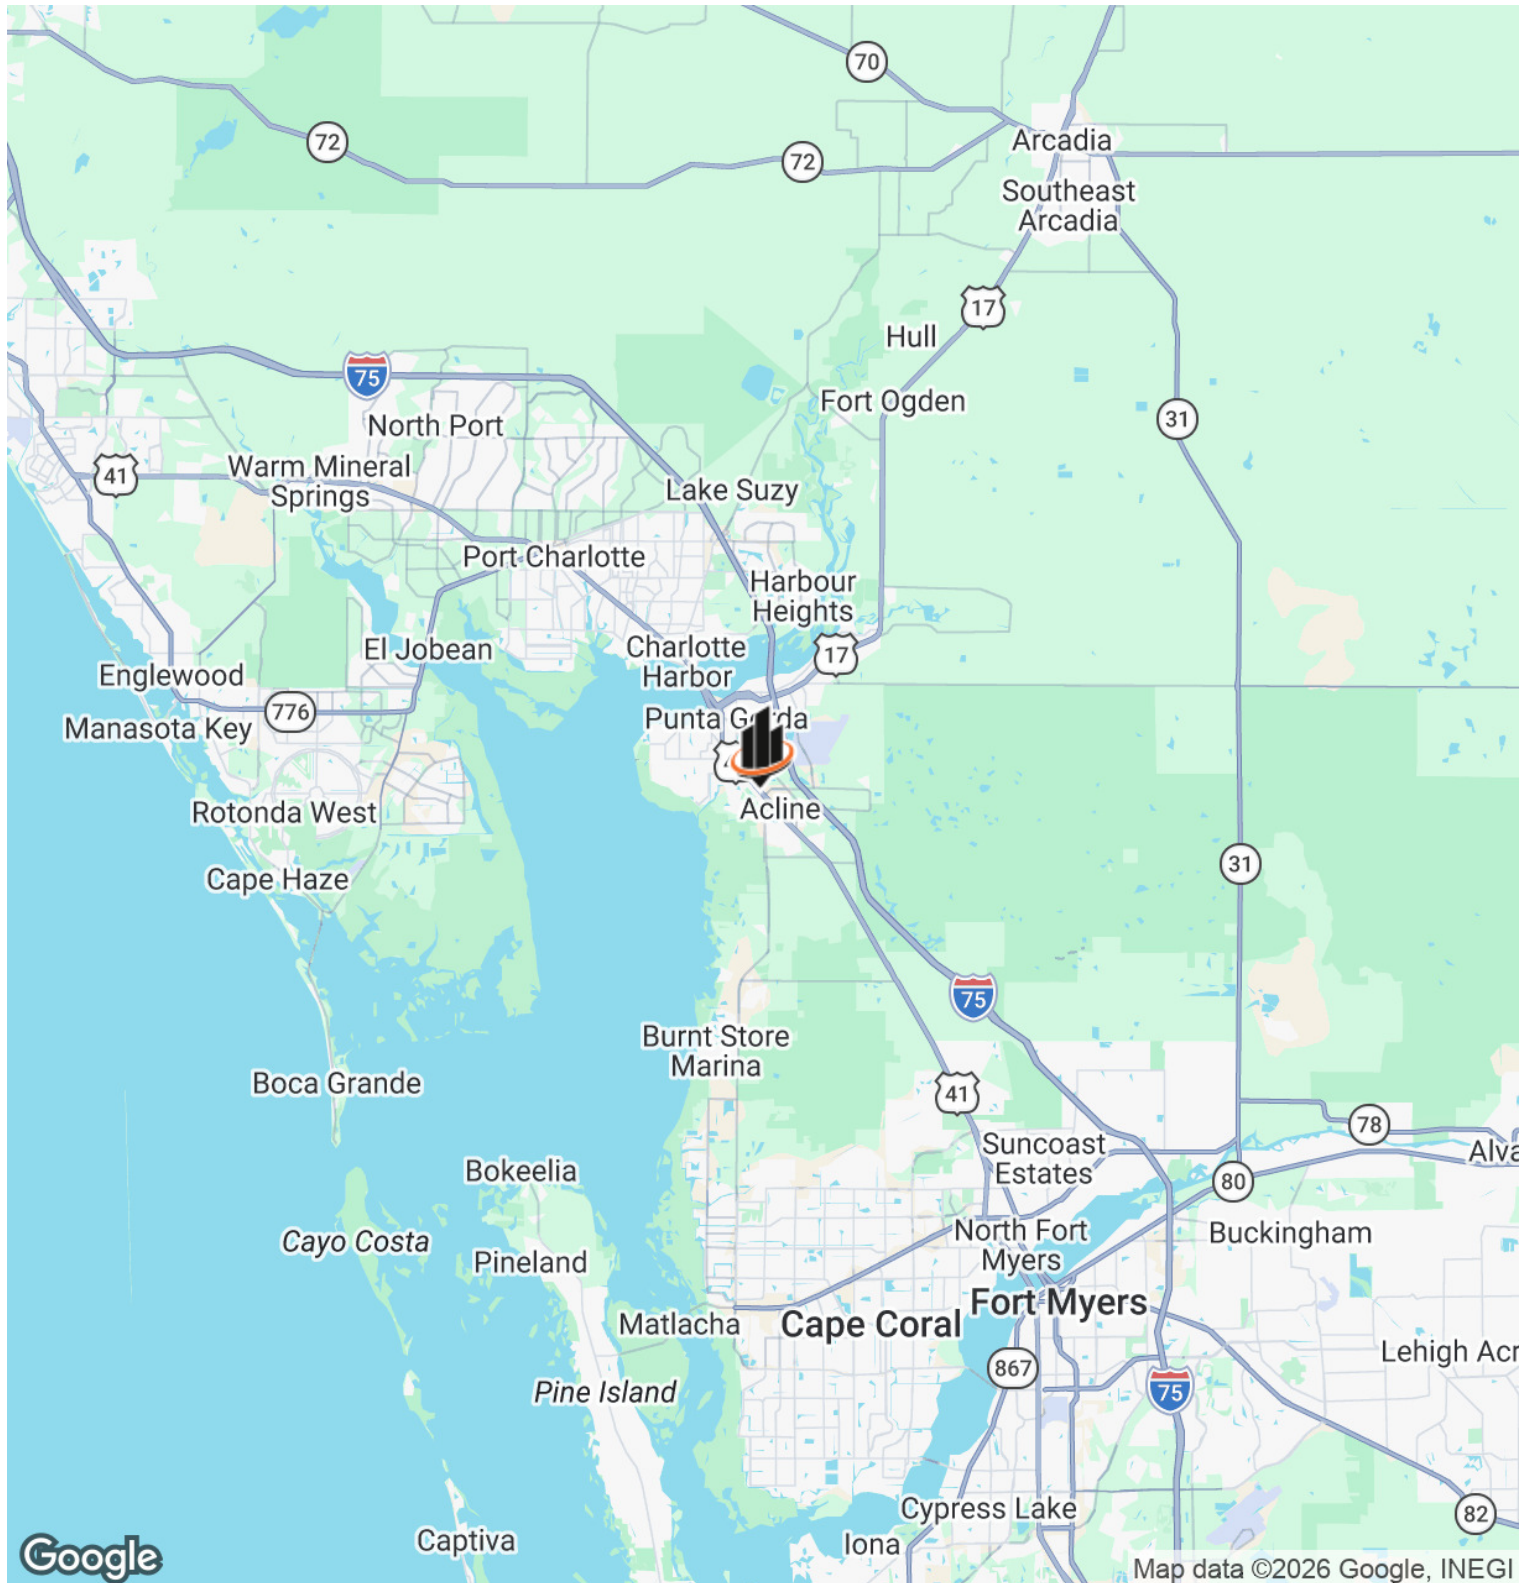 70
72
Arcadia
72
Southeast
Arcadia
17
Hull
75
Fort Ogden
31
North Port
Warm Mineral
Springs
41
Lake Suzy
Port Charlotte
Harbour
Heights
El Jobean
Charlotte
Harbor
17
Englewood
776
Manasota Key
Punta Gorda
Rotonda West
Acline
31
Cape Haze
75
Burnt Store
Marina
Boca Grande
41
78
Suncoast
Estates
Alva
Bokeelia
80
Cayo Costa
North Fort
Myers
Buckingham
Pineland
Fort Myers
Matlacha
Cape Coral
Lehigh Acr
867
Pine Island
75
Cypress Lake
82
Captiva
Iona
Google
Map data ©2026 Google, INEGI